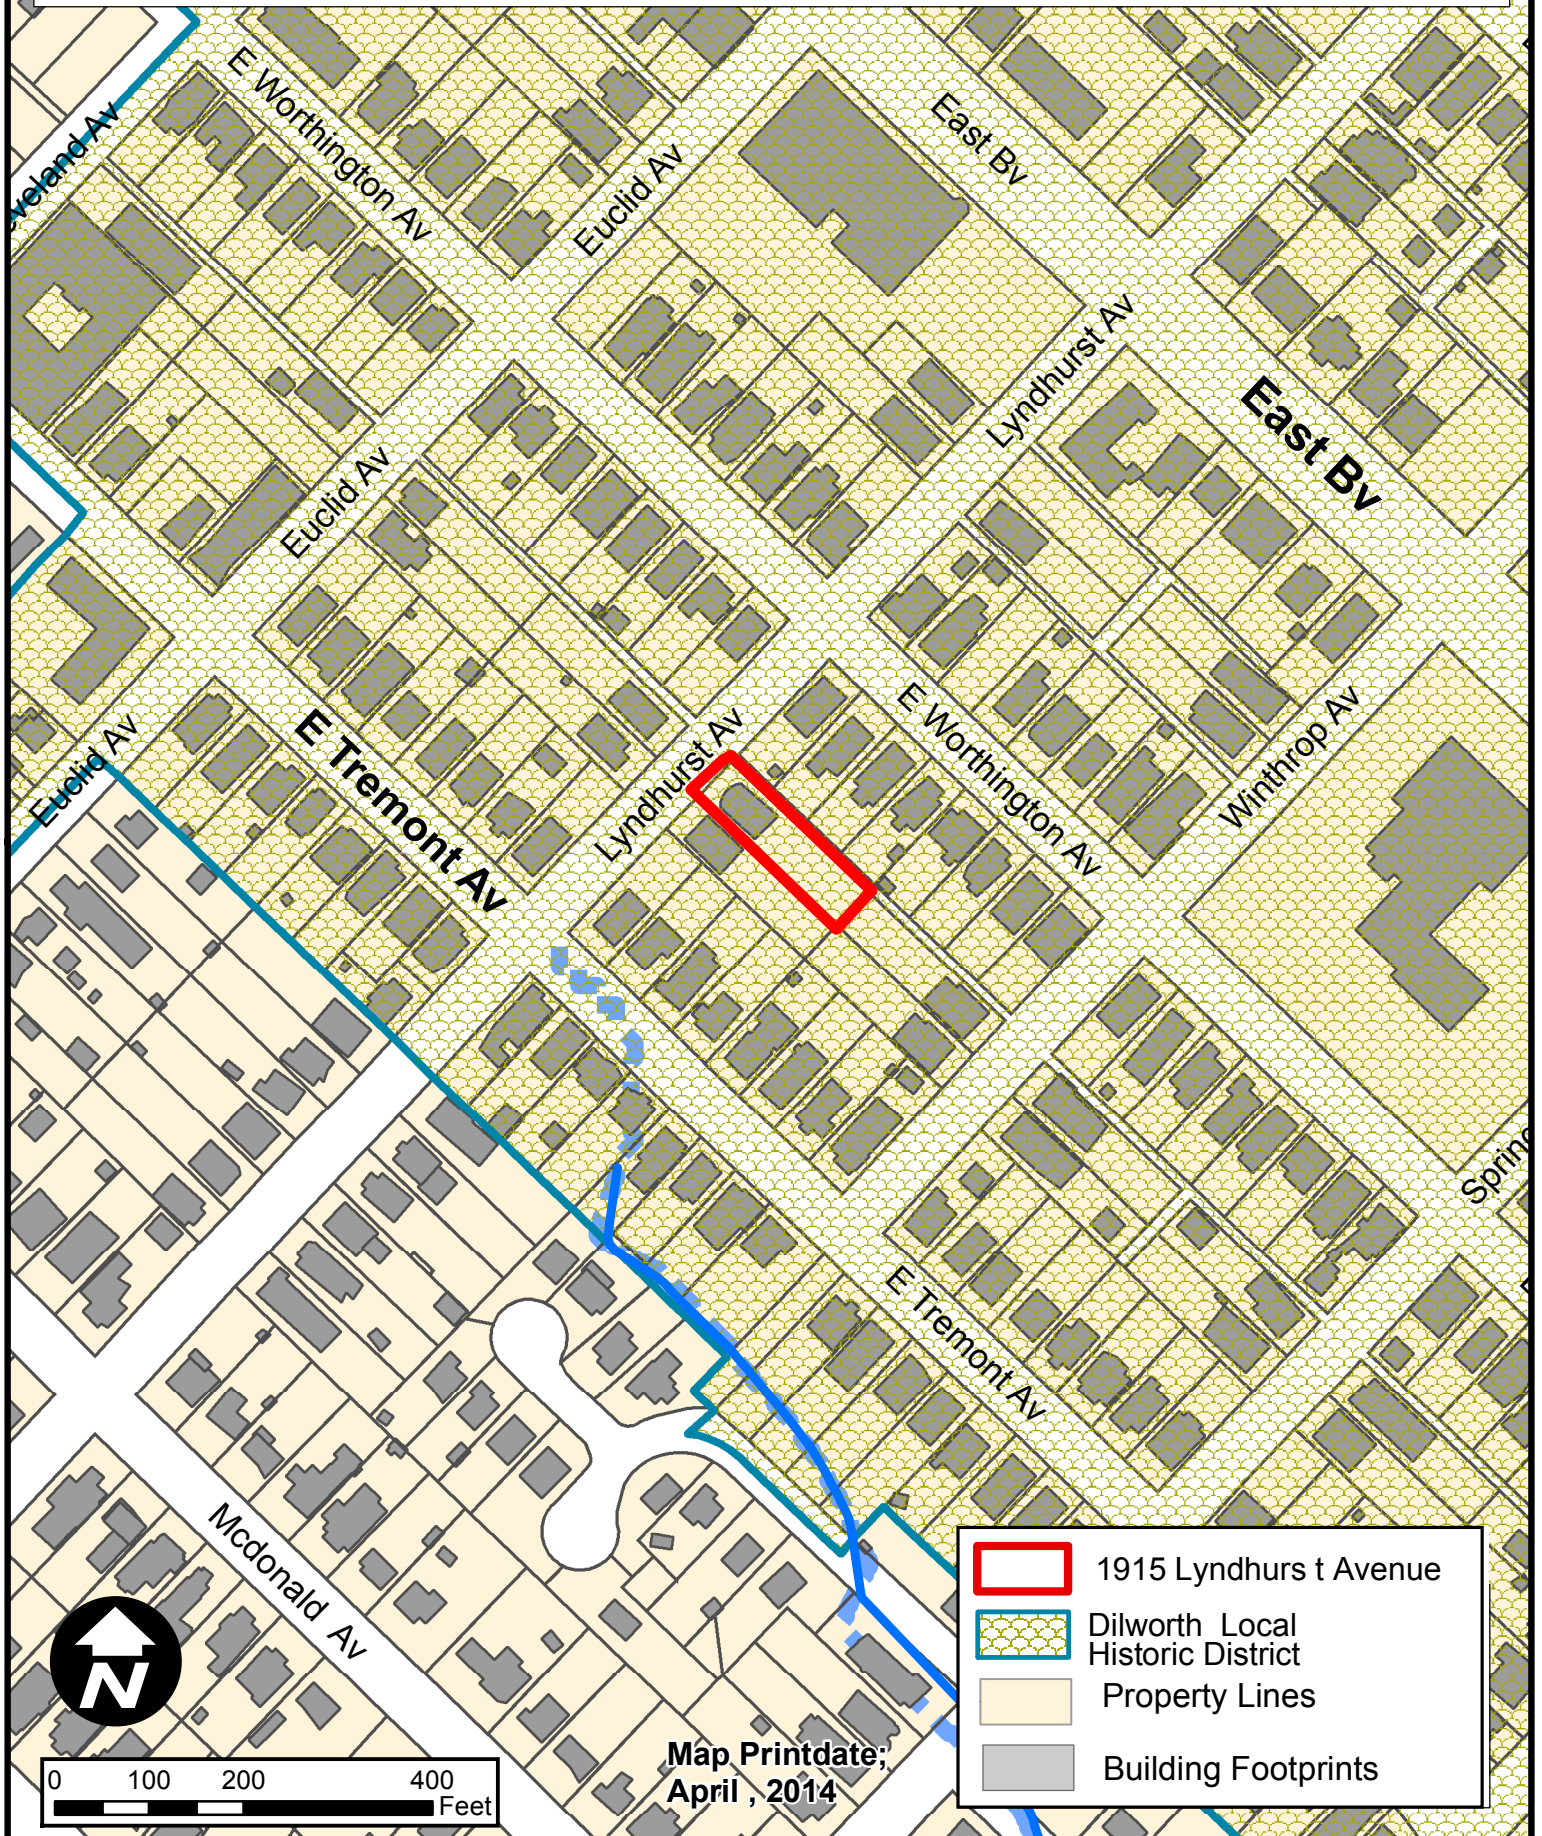 E Worthington Av
East Bv
Euclid Av
eveland Av
Lyndhurst Av
East Bv
Euclid Av
E Worthington Av
Winthrop Av
Lyndhurst Av
E Tremont Av
Euclid Av
Spring
E Tremont Av
Mcdonald Av
1915 Lyndhurs t Avenue
Dilworth Local
Historic District
Property Lines
Building Footprints
N
Map Printdate;
April , 2014
0 100 200 400
Feet